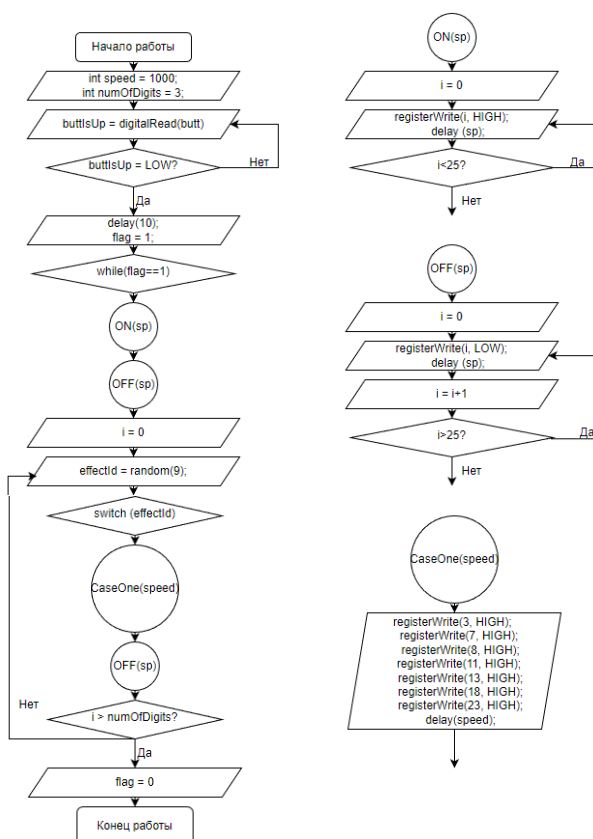 Начало работы
int speed = 1000;
int numOfDigits = 3;
buttIsUp = digitalRead(butt)
buttIsUp = LOW?
Нет
Да
delay(10);
flag = 1;
while(flag==1)
ON(sp)
OFF(sp)
i = 0
effectId = random(9);
switch (effectId)
CaseOne(speed)
OFF(sp)
Нет
i > numOfDigits?
Да
flag = 0
Конец работы
ON(sp)
i = 0
registerWrite(i, HIGH);
delay (sp);
i<25?
Да
Нет
OFF(sp)
i = 0
registerWrite(i, LOW);
delay (sp);
i = i+1
i>25?
Да
Нет
CaseOne(speed)
registerWrite(3, HIGH);
registerWrite(7, HIGH);
registerWrite(8, HIGH);
registerWrite(11, HIGH);
registerWrite(13, HIGH);
registerWrite(18, HIGH);
registerWrite(23, HIGH);
delay(speed);